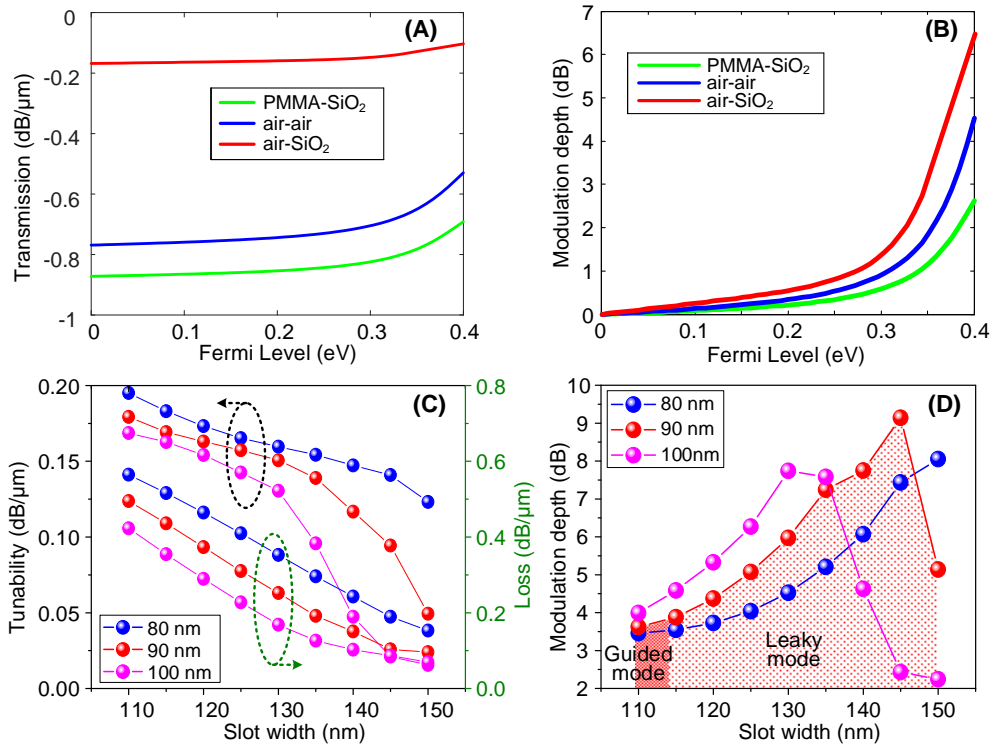 (A)
0
-0.2
-0.4
-0.6
-0.8
-1
Transmission (dB/μm)
PMMA-SiO₂
air-air
air-SiO₂
0 0.1 0.2 0.3 0.4
Fermi Level (eV)
(B)
7
6
5
4
3
2
1
0
Modulation depth (dB)
PMMA-SiO₂
air-air
air-SiO₂
0 0.1 0.2 0.3 0.4
Fermi Level (eV)
(C)
0.20
0.15
0.10
0.05
0.00
Tunability (dB/μm)
0.8
0.6
0.4
0.2
0.0
Loss (dB/μm)
80 nm
90 nm
100 nm
110 120 130 140 150
Slot width (nm)
(D)
10
9
8
7
6
5
4
3
2
Modulation depth (dB)
80 nm
90 nm
100nm
Guided
mode
Leaky
mode
110 120 130 140 150
Slot width (nm)